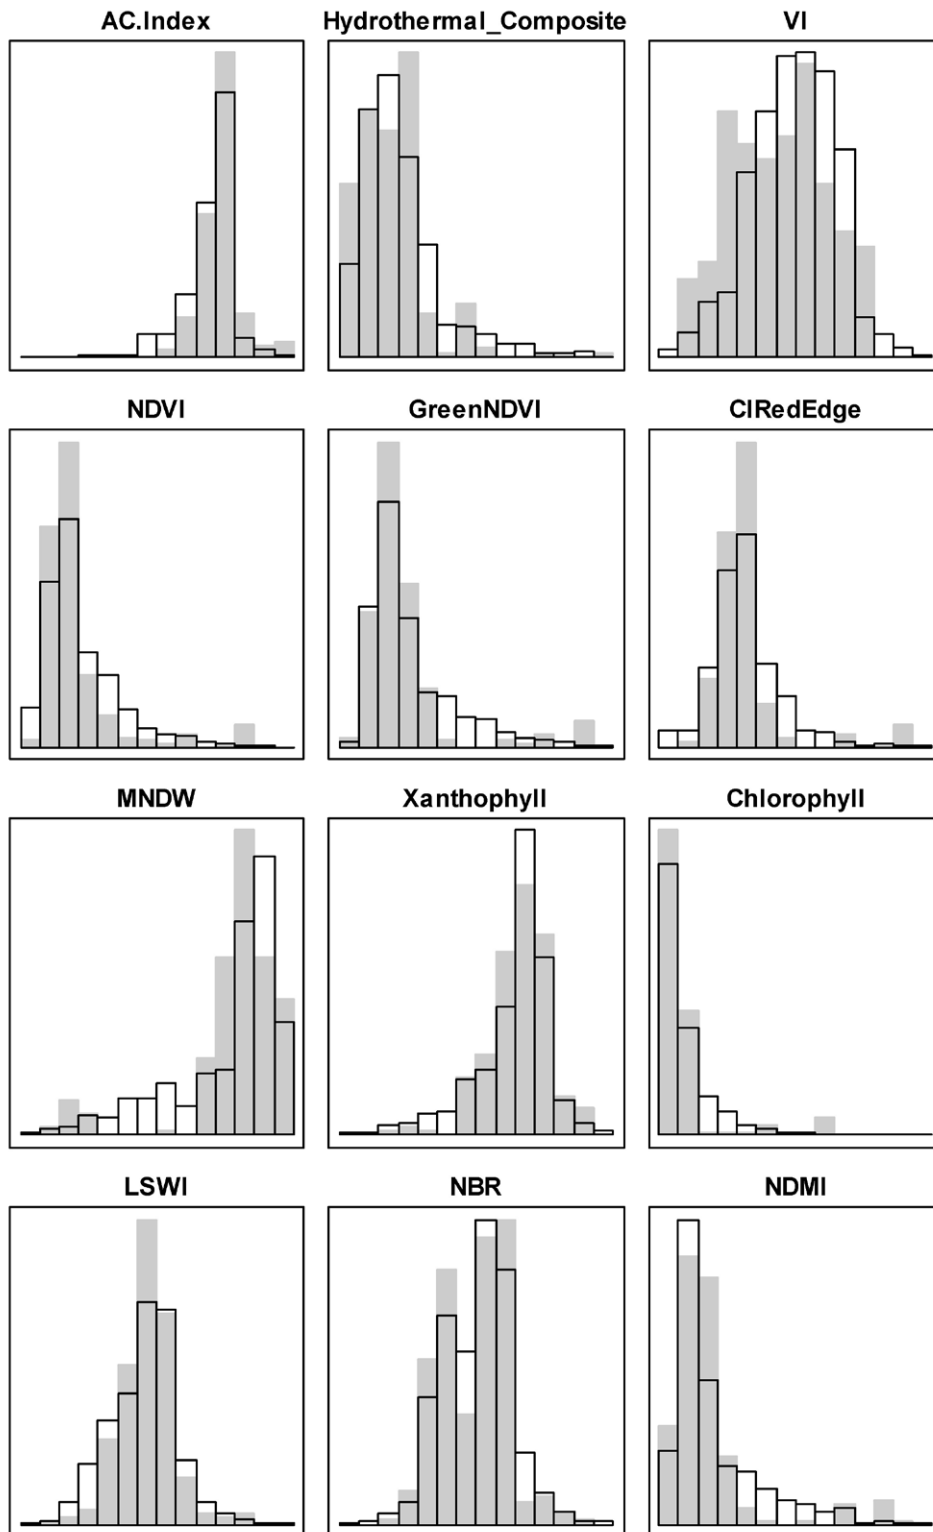 AC.Index
Hydrothermal_Composite
VI
NDVI
GreenNDVI
CIRedEdge
MNDW
Xanthophyll
Chlorophyll
LSWI
NBR
NDMI